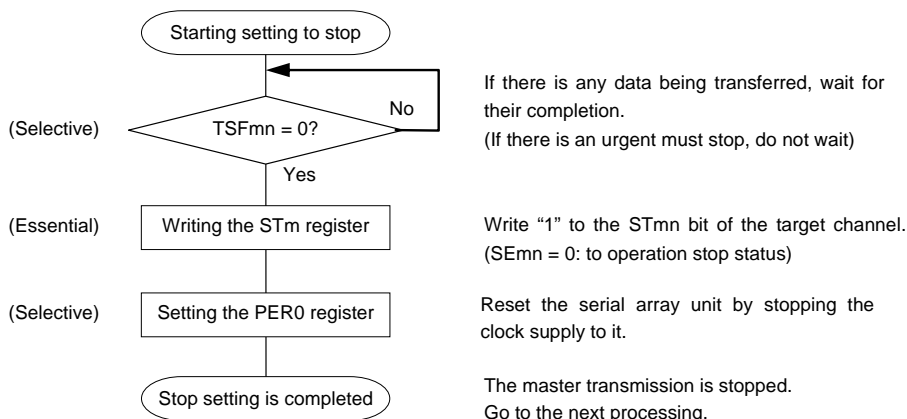 Starting setting to stop
If there is any data being transferred, wait for
their completion.
(If there is an urgent must stop, do not wait)
No
(Selective)
TSFmn = 0?
Yes
(Essential)
Writing the STm register
Write “1” to the STmn bit of the target channel.
(SEmn = 0: to operation stop status)
(Selective)
Setting the PER0 register
Reset the serial array unit by stopping the
clock supply to it.
Stop setting is completed
The master transmission is stopped.
Go to the next processing.